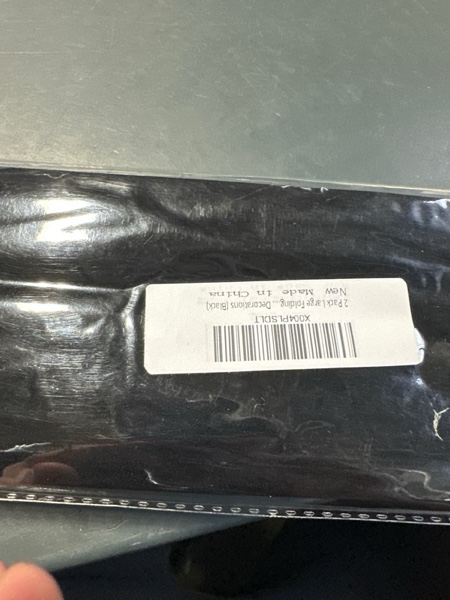 X004PLSDLT
2 Pack Large Folding ... Decorations (Black)
New Made in China